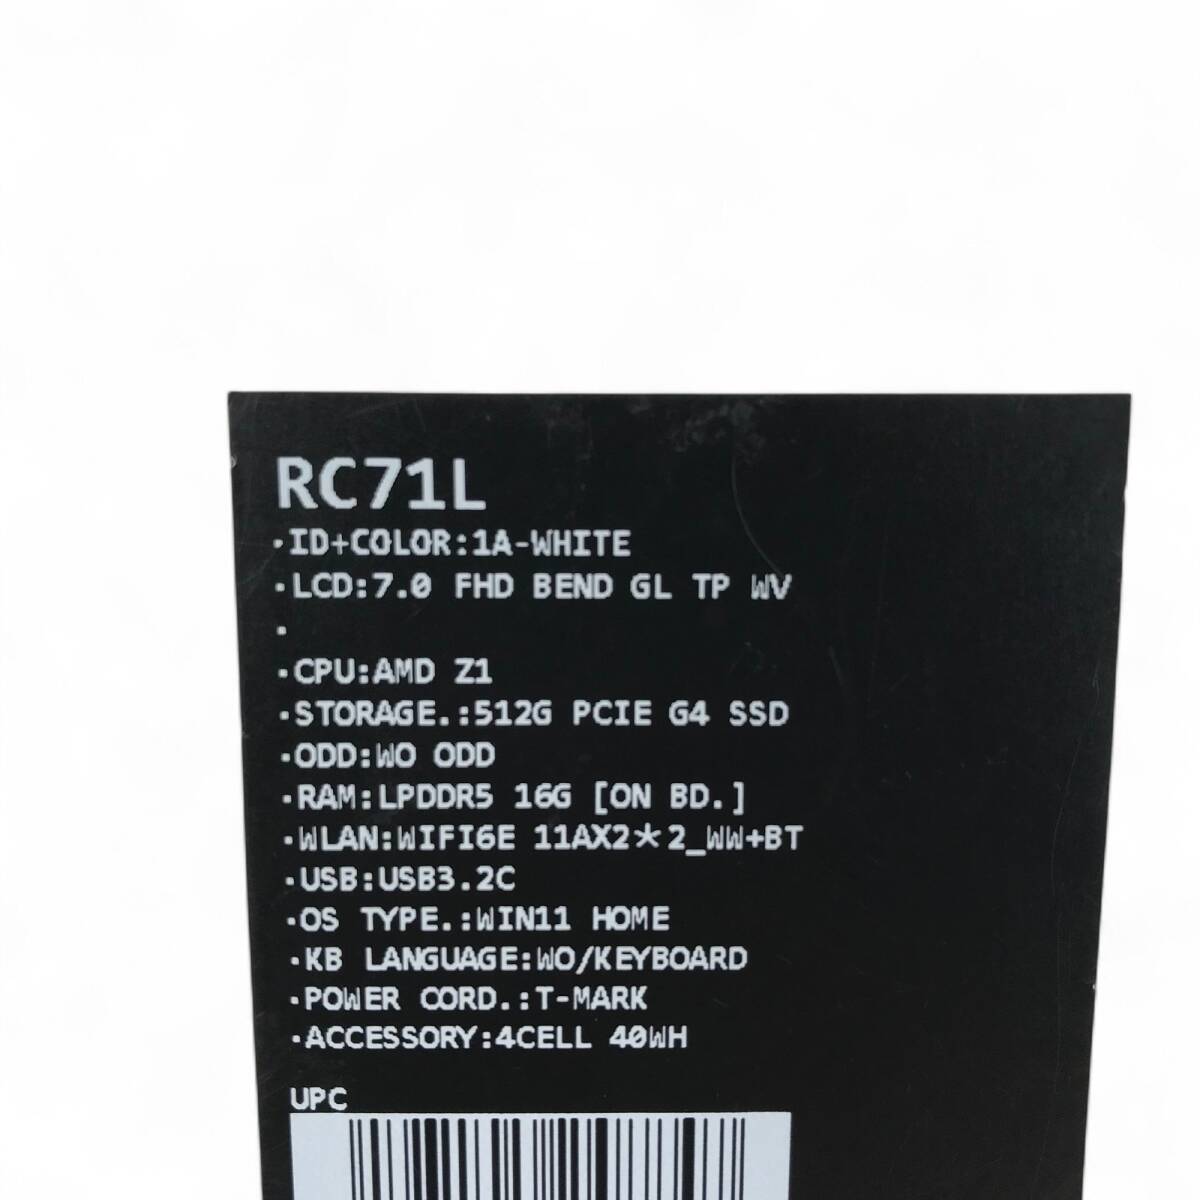 RC71L
·ID+COLOR:1A-WHITE
·LCD:7.0 FHD BEND GL TP WV
·
·CPU:AMD Z1
·STORAGE.:512G PCIE G4 SSD
·ODD:WO ODD
·RAM:LPDDR5 16G [ON BD.]
·WLAN:WIFI6E 11AX2*2_WW+BT
·USB:USB3.2C
·OS TYPE.:WIN11 HOME
·KB LANGUAGE:WO/KEYBOARD
·POWER CORD.:T-MARK
·ACCESSORY:4CELL 40WH
UPC